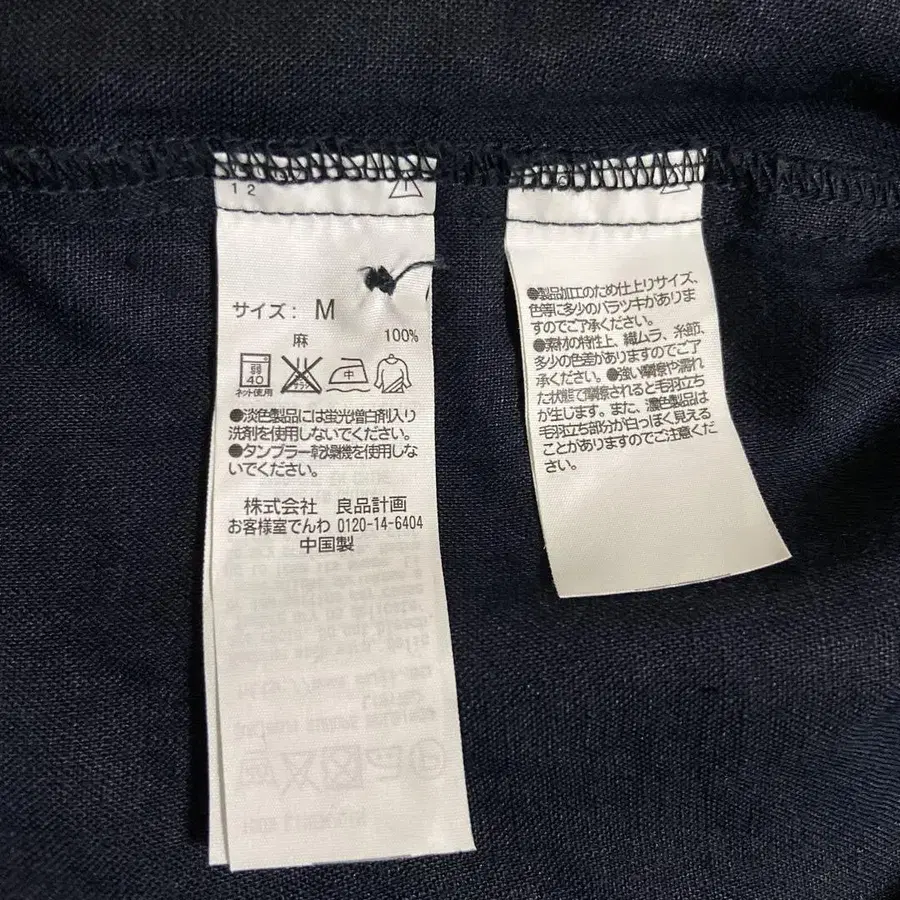 12
サイズ: M
麻 100%
弱
40
ネット使用
中
●淡色製品には蛍光増白剤入り
洗剤を使用しないでください。
●タンブラー乾燥機を使用しな
いでください。
株式会社 良品計画
お客様室でんわ 0120-14-6404
中国製
●製品加工のため仕上りサイズ、
色等に多少のバラツキがありま
すのでご了承ください。
●素材の特性上、織ムラ、糸節、
多少の色差がありますのでご了
承ください。●強い摩擦や濡れ
た状態で摩擦されると毛羽立ち
が生じます。また、濃色製品は
毛羽立ち部分が白っぽく見える
ことがありますのでご注意くだ
さい。